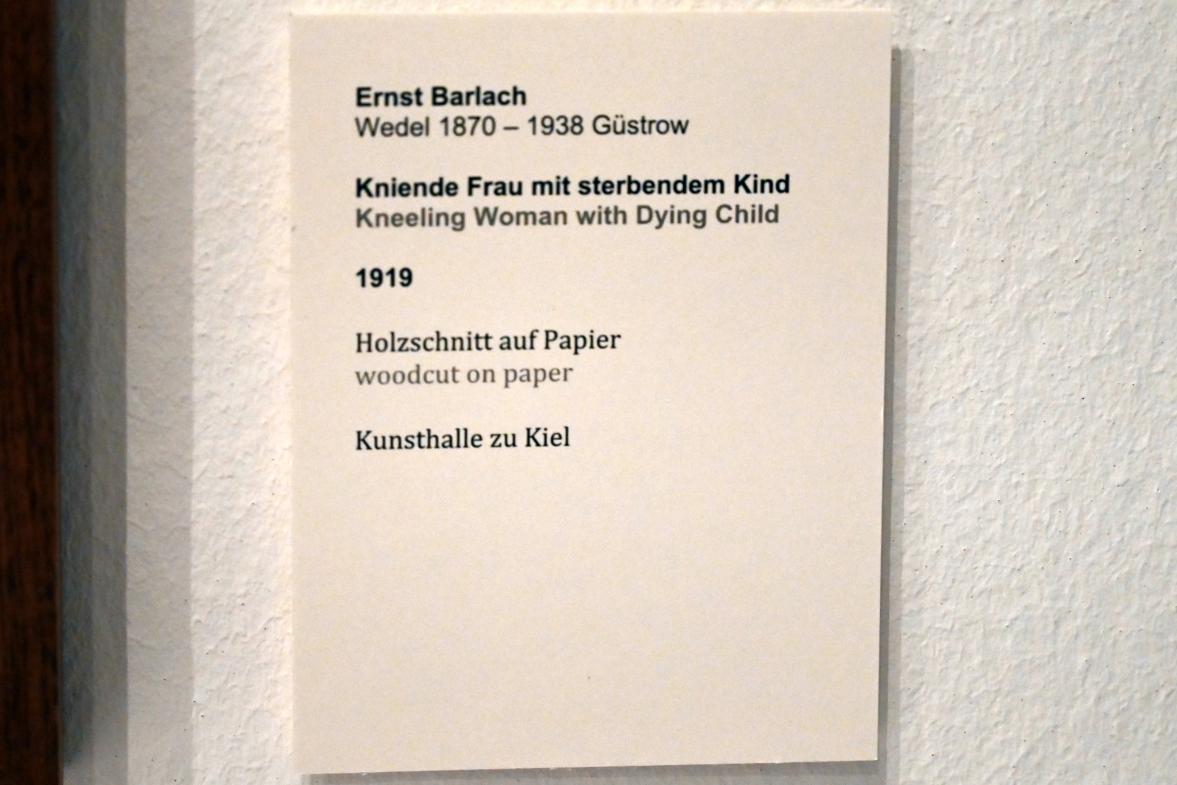 Ernst Barlach
Wedel 1870 – 1938 Güstrow
Kniende Frau mit sterbendem Kind
Kneeling Woman with Dying Child
1919
Holzschnitt auf Papier
woodcut on paper
Kunsthalle zu Kiel